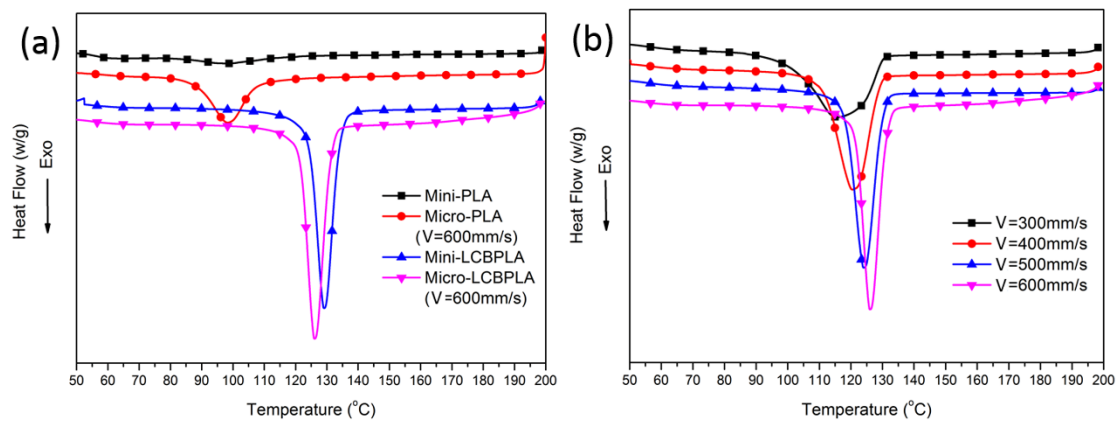 (a)
Heat Flow (w/g)
Exo
Mini-PLA
Micro-PLA
(V=600mm/s)
Mini-LCBPLA
Micro-LCBPLA
(V=600mm/s)
50 60 70 80 90 100 110 120 130 140 150 160 170 180 190 200
Temperature (°C)
(b)
Heat Flow (w/g)
Exo
V=300mm/s
V=400mm/s
V=500mm/s
V=600mm/s
50 60 70 80 90 100 110 120 130 140 150 160 170 180 190 200
Temperature (°C)